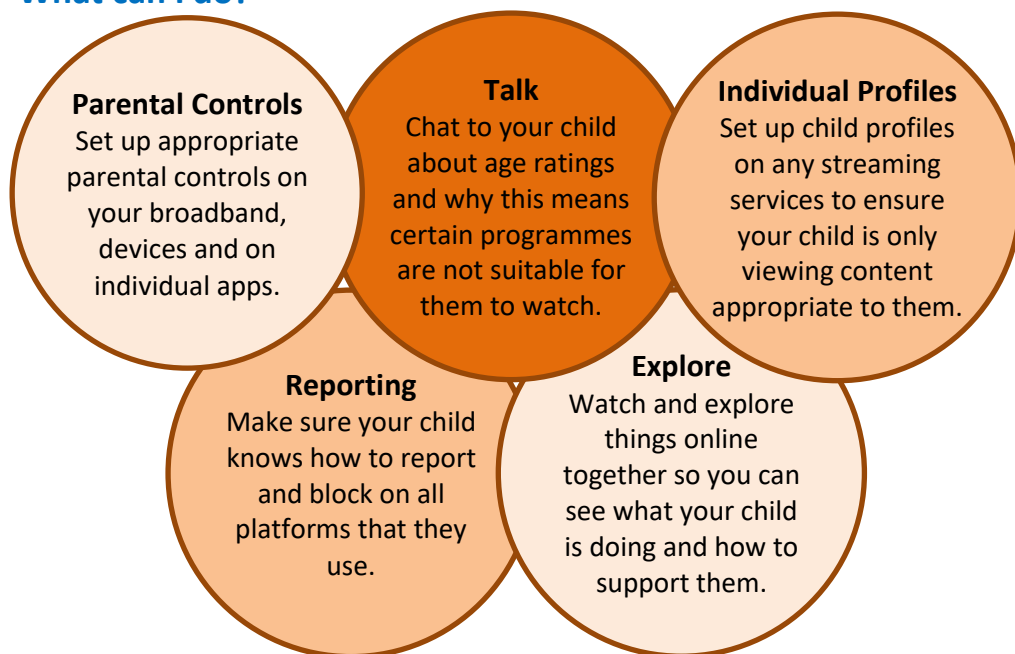 Parental Controls
Set up appropriate
parental controls on
your broadband,
devices and on
individual apps.
Talk
Chat to your child
about age ratings
and why this means
certain programmes
are not suitable for
them to watch.
Individual Profiles
Set up child profiles
on any streaming
services to ensure
your child is only
viewing content
appropriate to them.
Reporting
Make sure your child
knows how to report
and block on all
platforms that they
use.
Explore
Watch and explore
things online
together so you can
see what your child
is doing and how to
support them.